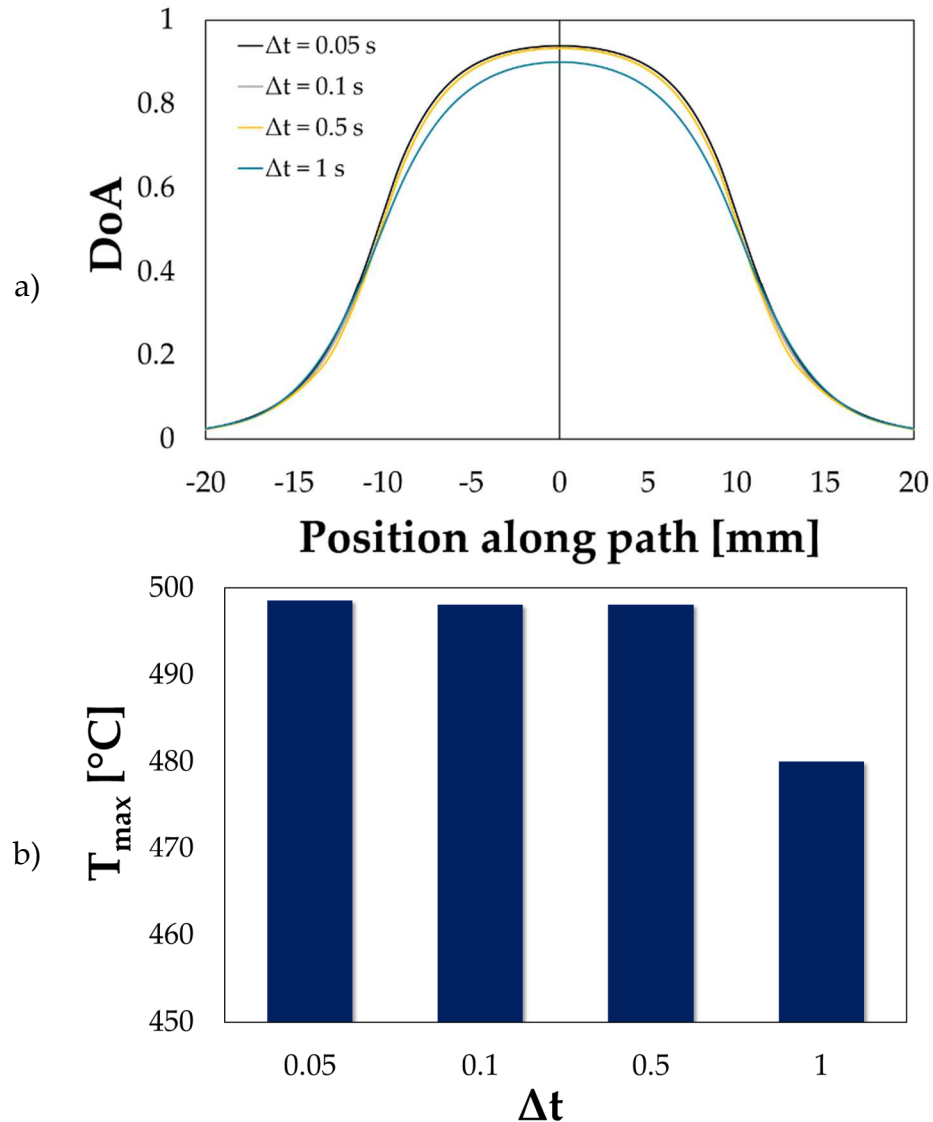 a)
DoA
1
0.8
0.6
0.4
0.2
0
Δt = 0.05 s
Δt = 0.1 s
Δt = 0.5 s
Δt = 1 s
-20 -15 -10 -5 0 5 10 15 20
Position along path [mm]
b)
Tmax [°C]
500
490
480
470
460
450
0.05 0.1 0.5 1
Δt